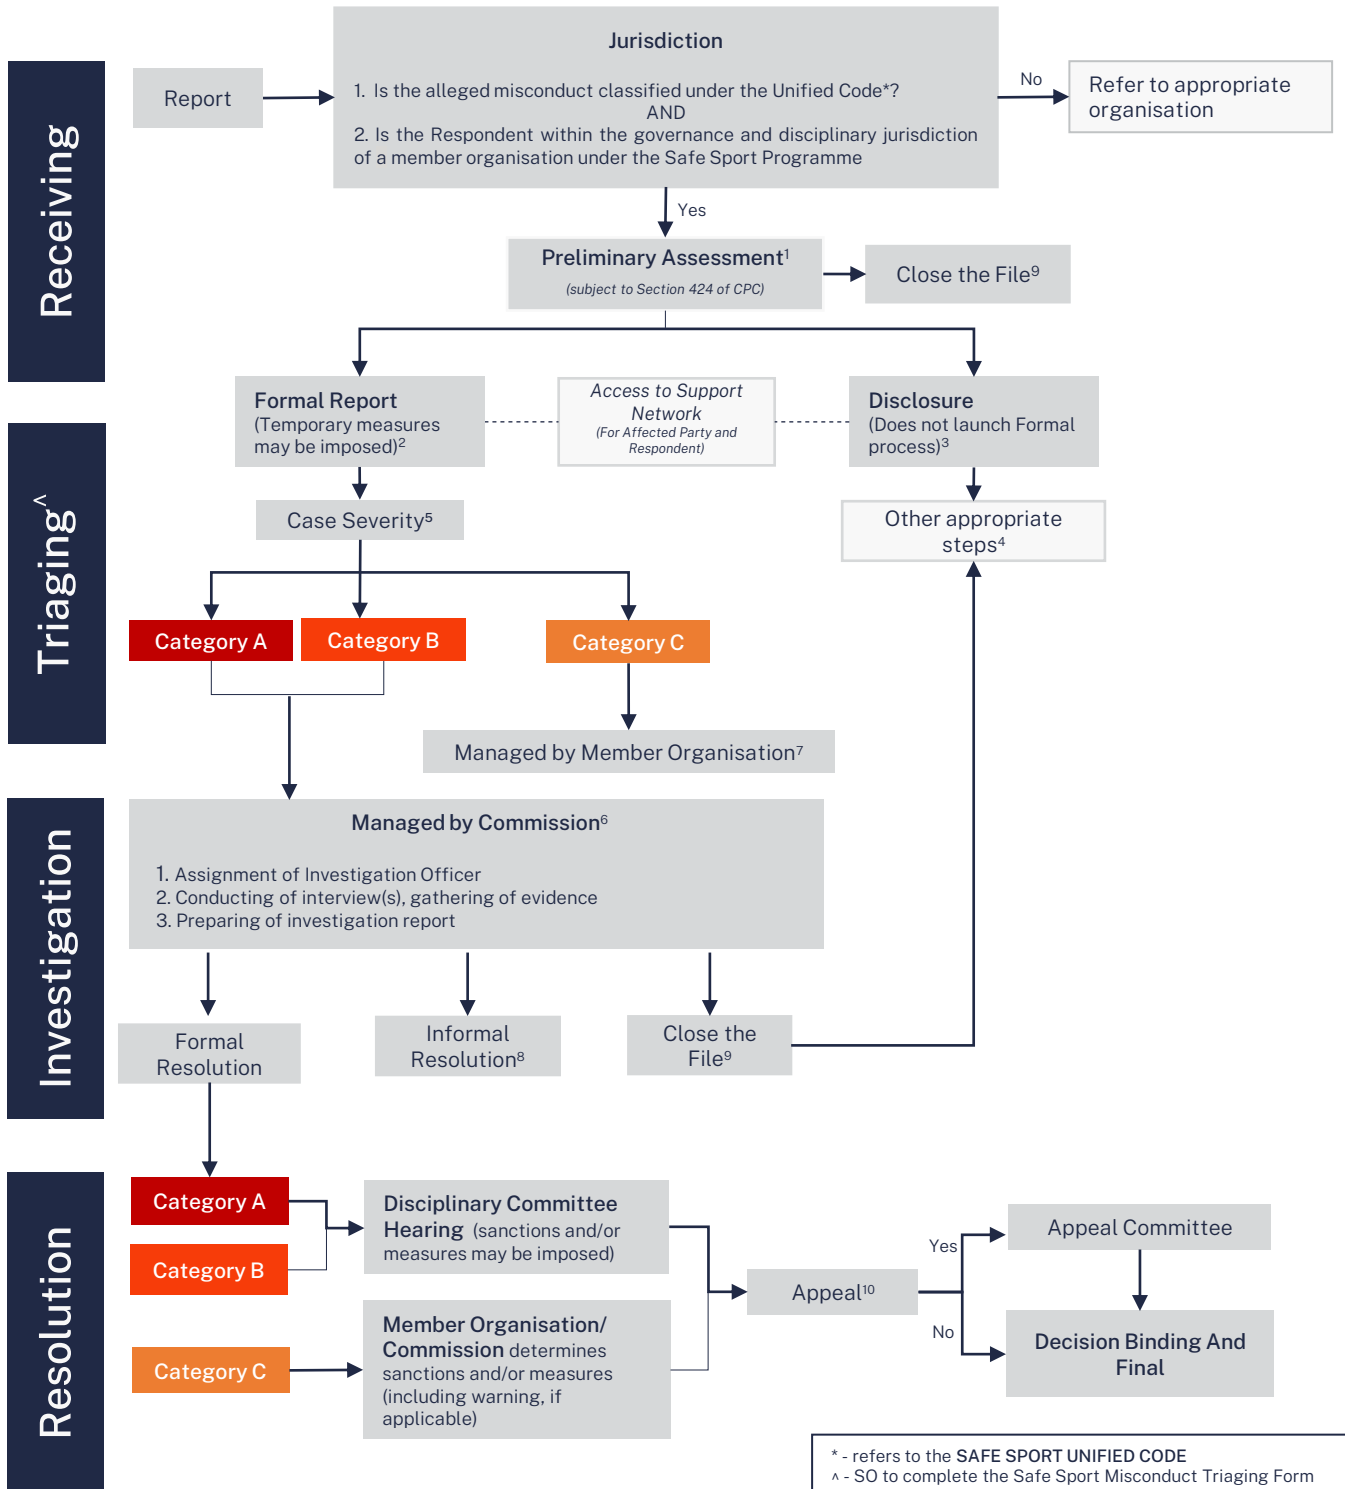 Receiving
Report
Jurisdiction
1. Is the alleged misconduct classified under the Unified Code*?
AND
2. Is the Respondent within the governance and disciplinary jurisdiction
of a member organisation under the Safe Sport Programme
No
Refer to appropriate
organisation
Yes
Preliminary Assessment¹
(subject to Section 424 of CPC)
Close the File⁹
Triaging^
Formal Report
(Temporary measures
may be imposed)²
Access to Support
Network
(For Affected Party and
Respondent)
Disclosure
(Does not launch Formal
process)³
Case Severity⁵
Other appropriate
steps⁴
Category A
Category B
Category C
Managed by Member Organisation⁷
Investigation
Managed by Commission⁶
1. Assignment of Investigation Officer
2. Conducting of interview(s), gathering of evidence
3. Preparing of investigation report
Formal
Resolution
Informal
Resolution⁸
Close the
File⁹
Resolution
Category A
Category B
Disciplinary Committee
Hearing (sanctions and/or
measures may be imposed)
Category C
Member Organisation/
Commission determines
sanctions and/or measures
(including warning, if
applicable)
Appeal¹⁰
Yes
No
Appeal Committee
Decision Binding And
Final
* - refers to the SAFE SPORT UNIFIED CODE
^ - SO to complete the Safe Sport Misconduct Triaging Form